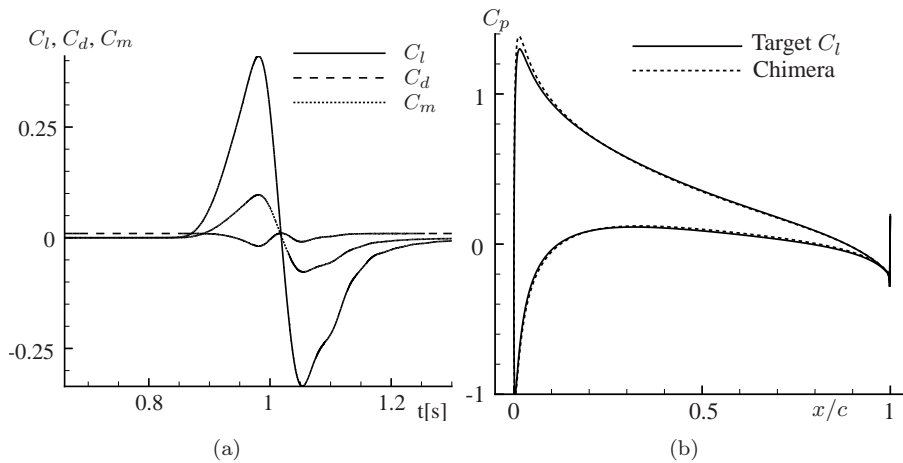 C_l, C_d, C_m
C_l
C_d
C_m
0.25
0
-0.25
0.8
1
1.2
t[s]
(a)
C_p
Target C_l
Chimera
1
0
-1
0
0.5
x/c
1
(b)